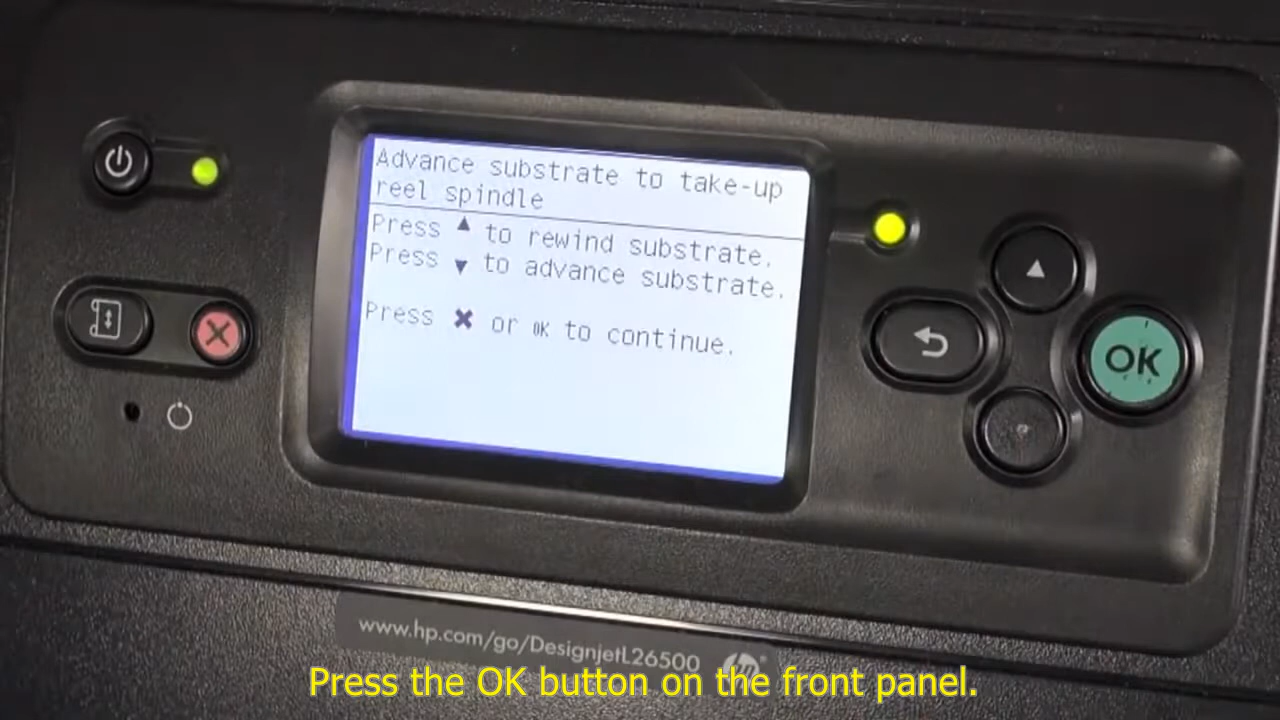 Advance substrate to take-up
reel spindle
Press ▲ to rewind substrate.
Press ▼ to advance substrate.
Press ✖ or OK to continue.
OK
www.hp.com/go/DesignjetL26500
hp
Press the OK button on the front panel.